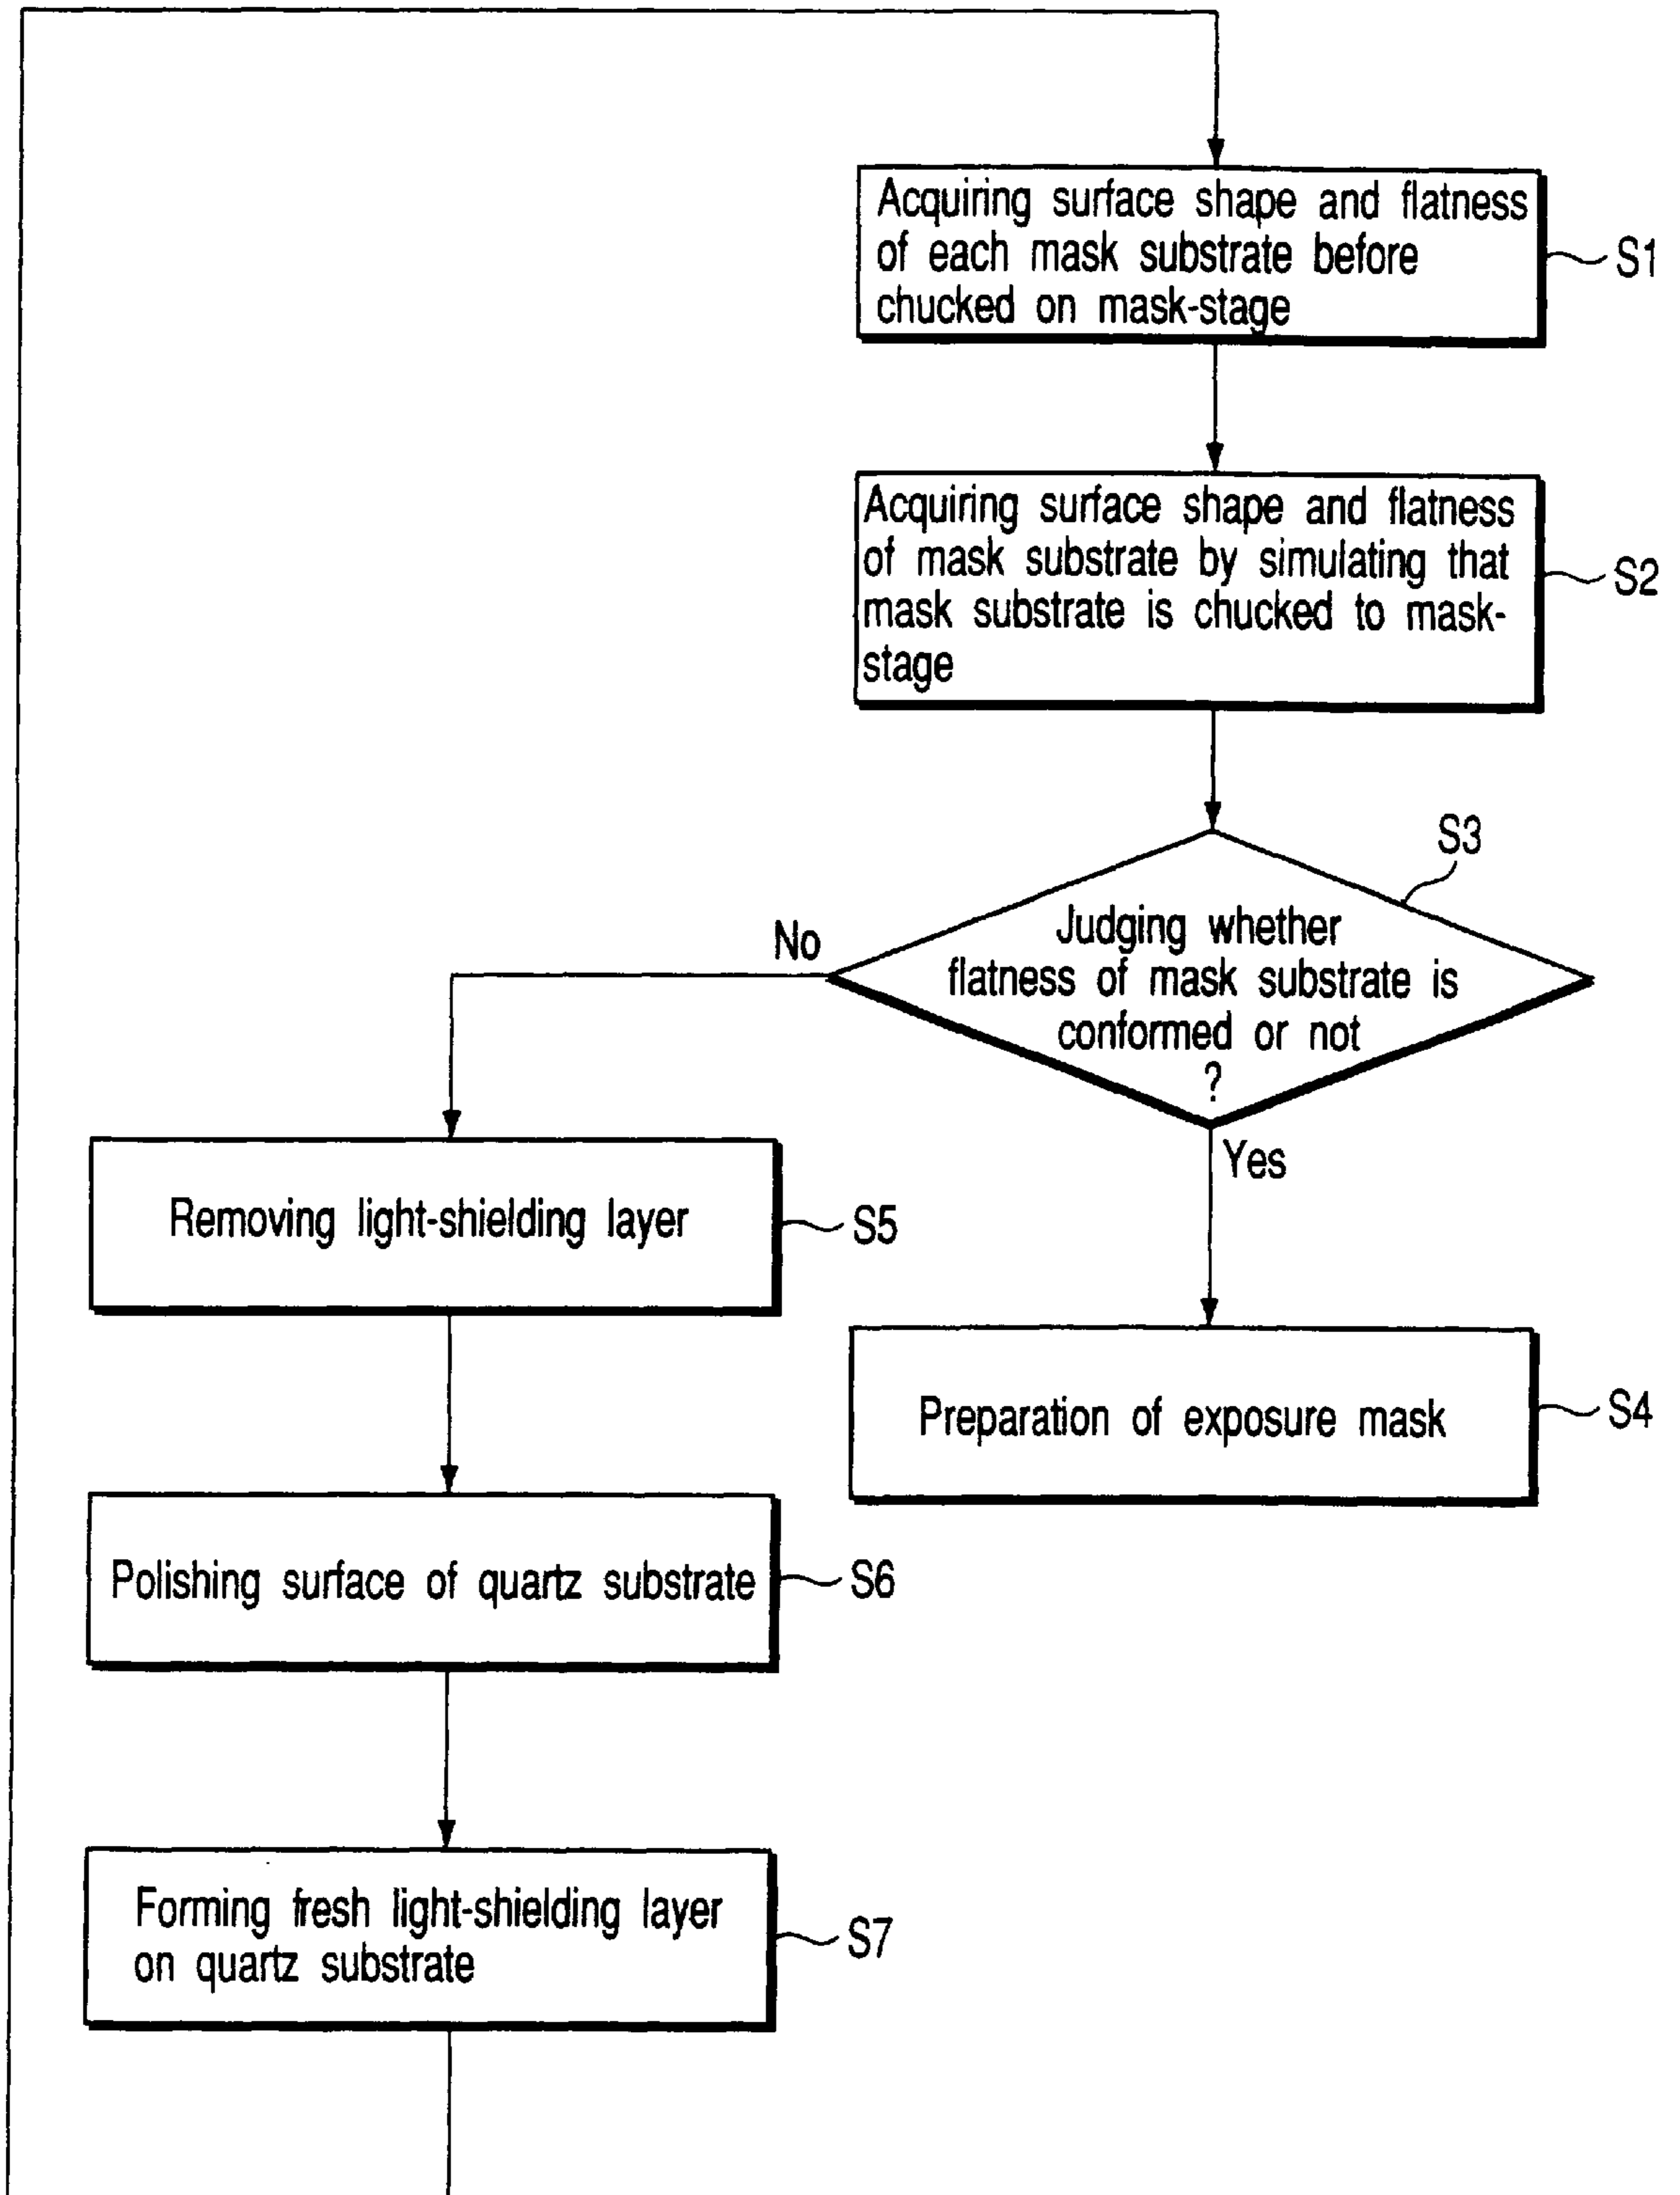 Acquiring surface shape and flatness
of each mask substrate before
chucked on mask-stage
S1
Acquiring surface shape and flatness
of mask substrate by simulating that
mask substrate is chucked to mask-
stage
S2
S3
Judging whether
flatness of mask substrate is
conformed or not
?
No
Yes
Removing light-shielding layer
S5
Preparation of exposure mask
S4
Polishing surface of quartz substrate
S6
Forming fresh light-shielding layer
on quartz substrate
S7